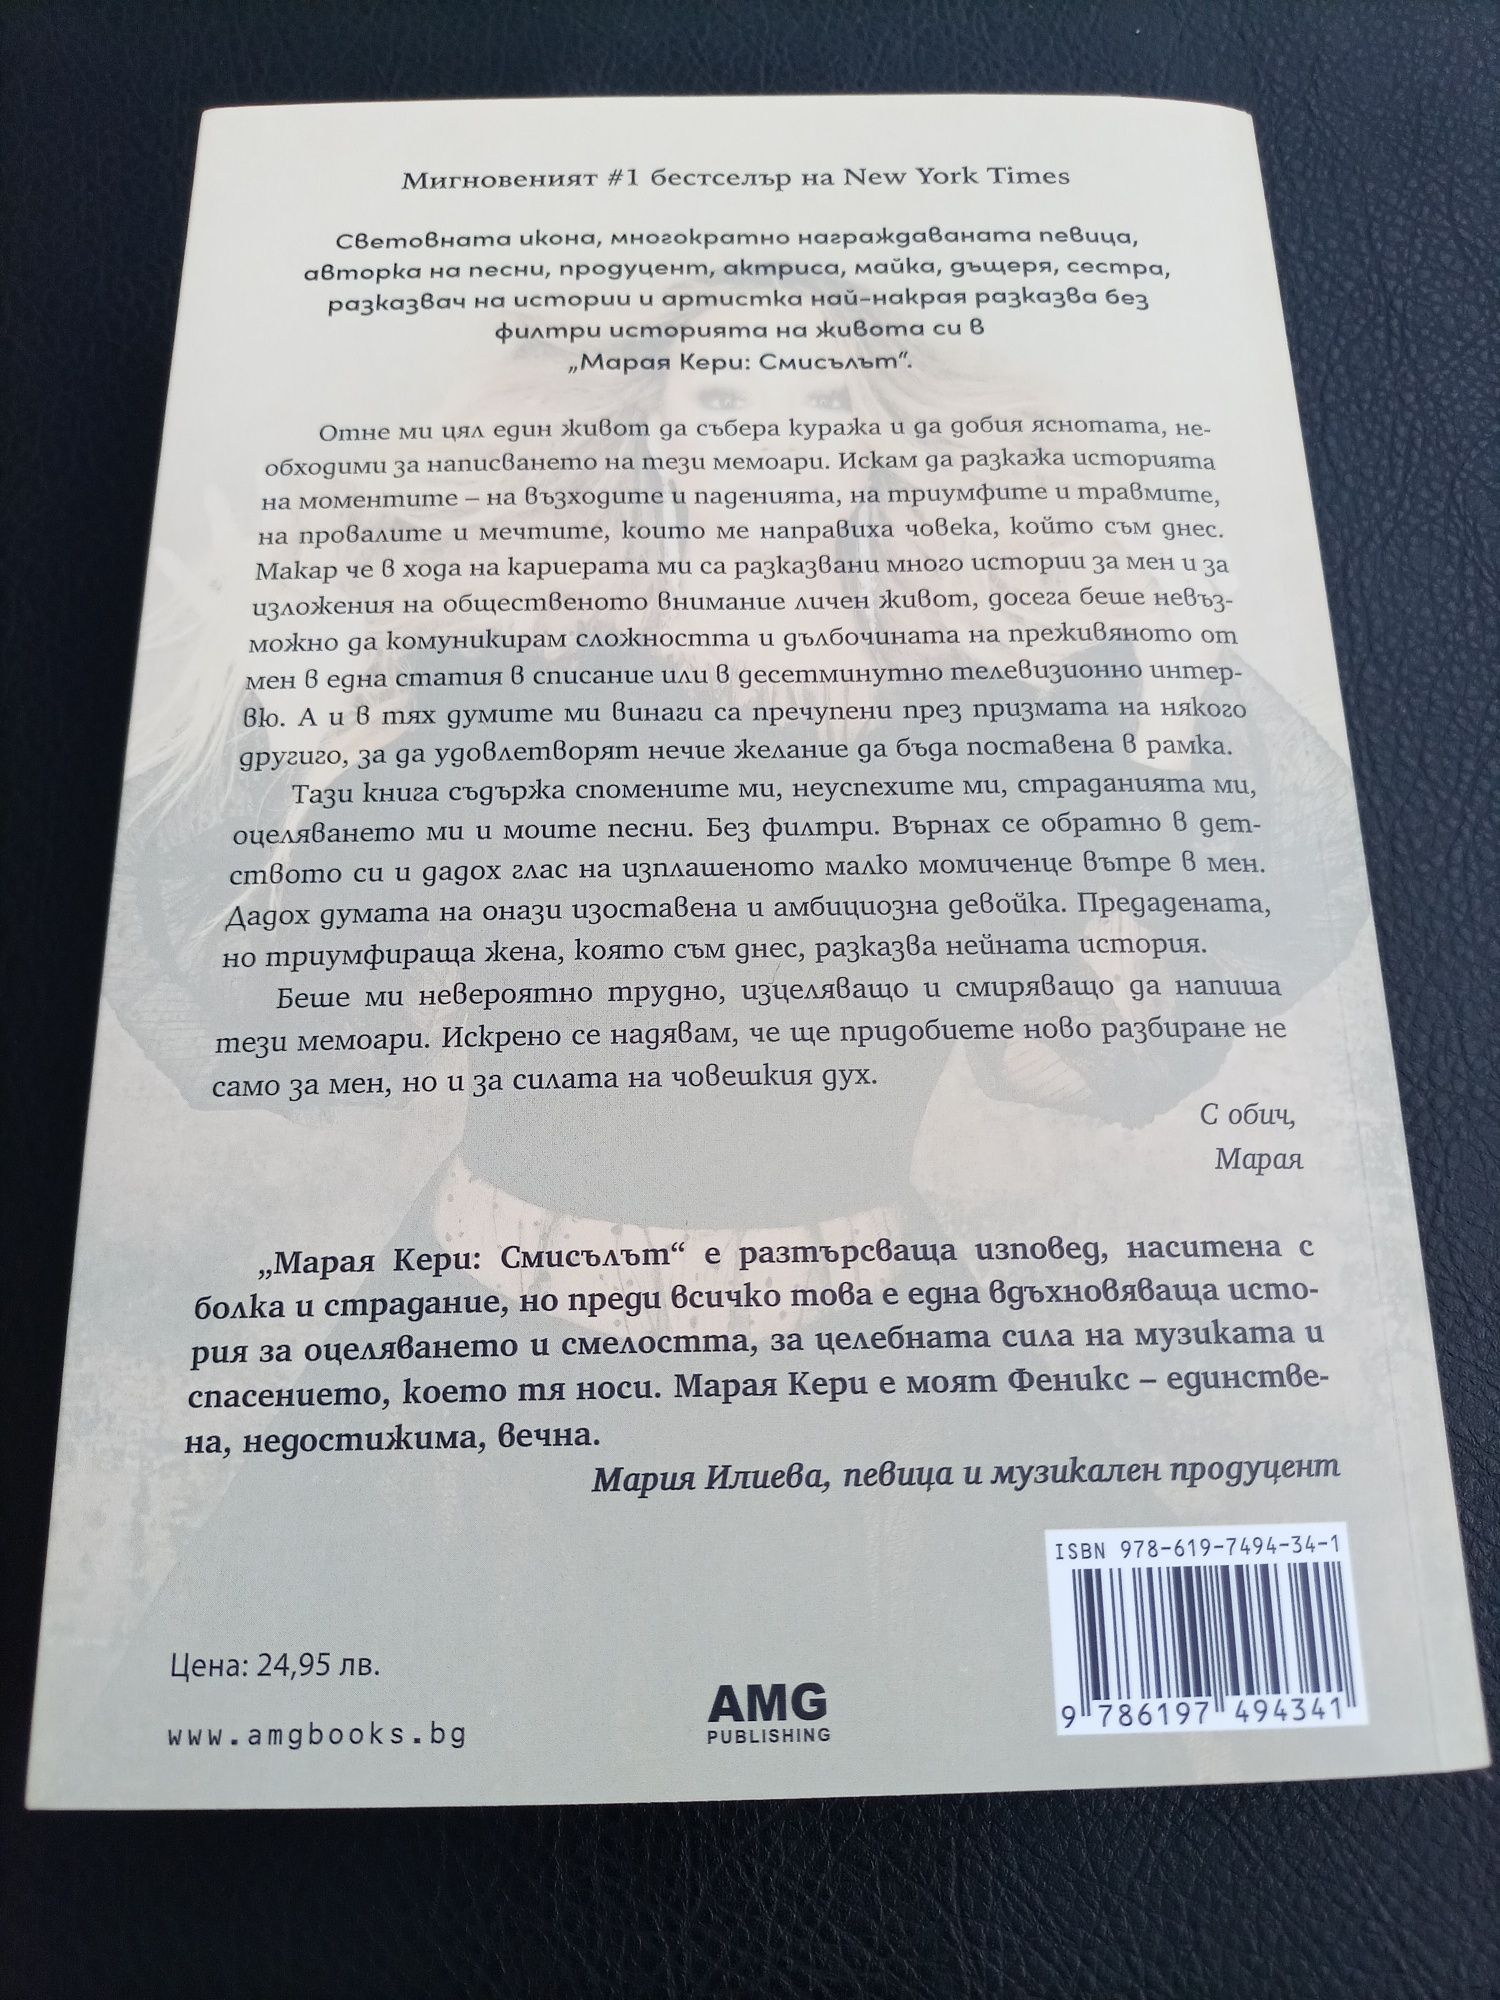 Мигновеният #1 бестселър на New York Times
Световната икона, многократно награждаваната певица,
авторка на песни, продуцент, актриса, майка, дъщеря, сестра,
разказвач на истории и артистка най-накрая разказва без
филтри историята на живота си в
„Марая Кери: Смисълът“.
Отне ми цял един живот да събера куража и да добия яснотата, не-
обходими за написването на тези мемоари. Искам да разкажа историята
на моментите – на възходите и паденията, на триумфите и травмите,
на провалите и мечтите, които ме направиха човека, който съм днес.
Макар че в хода на кариерата ми са разказвани много истории за мен и за
изложения на общественото внимание личен живот, досега беше невъз-
можно да комуникирам сложността и дълбочината на преживяното от
мен в една статия в списание или в десетминутно телевизионно интер-
вю. А и в тях думите ми винаги са пречупени през призмата на някого
другиго, за да удовлетворят нечие желание да бъда поставена в рамка.
Тази книга съдържа спомените ми, неуспехите ми, страданията ми,
оцеляването ми и моите песни. Без филтри. Върнах се обратно в дет-
ството си и дадох глас на изплашеното малко момиченце вътре в мен.
Дадох думата на онази изоставена и амбициозна девойка. Предадената,
но триумфираща жена, която съм днес, разказва нейната история.
Беше ми невероятно трудно, изцеляващо и смиряващо да напиша
тези мемоари. Искрено се надявам, че ще придобиете ново разбиране не
само за мен, но и за силата на човешкия дух.
С обич,
Марая
„Марая Кери: Смисълът“ е разтърсваща изповед, наситена с
болка и страдание, но преди всичко това е една вдъхновяваща исто-
рия за оцеляването и смелостта, за целебната сила на музиката и
спасението, което тя носи. Марая Кери е моят Феникс – единстве-
на, недостижима, вечна.
Мария Илиева, певица и музикален продуцент
ISBN 978-619-7494-34-1
9 786197 494341
Цена: 24,95 лв.
www.amgbooks.bg
AMG
PUBLISHING